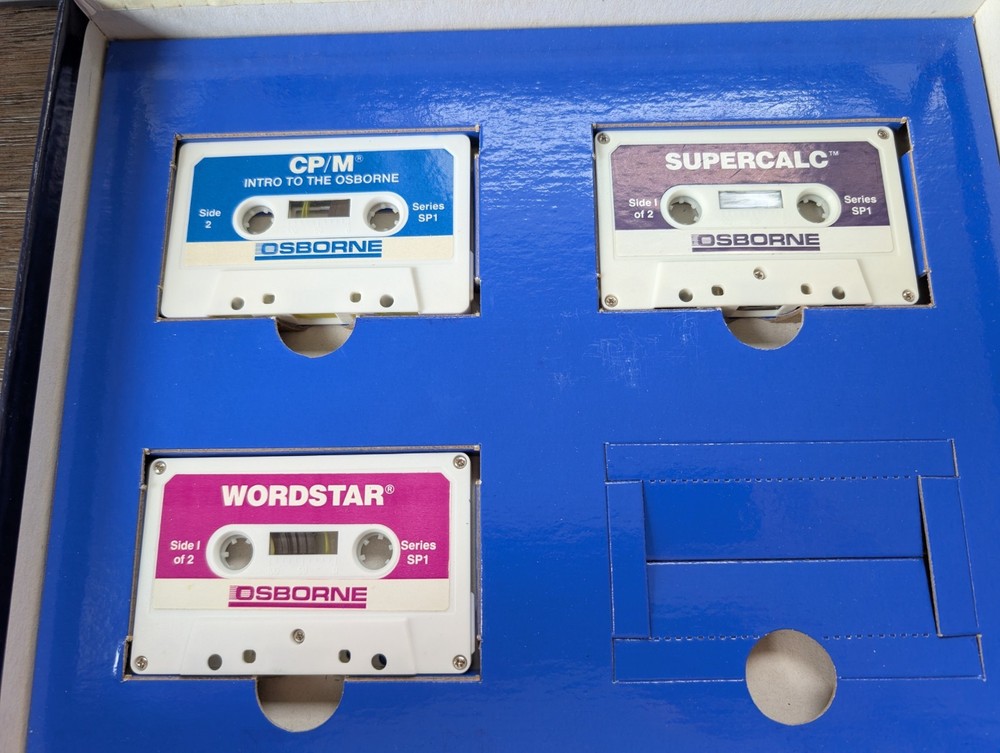 CP/M®
INTRO TO THE OSBORNE
Side
2
Series
SP1
OSBORNE
SUPERCALC™
Side I
of 2
Series
SP1
OSBORNE
WORDSTAR®
Side I
of 2
Series
SP1
OSBORNE